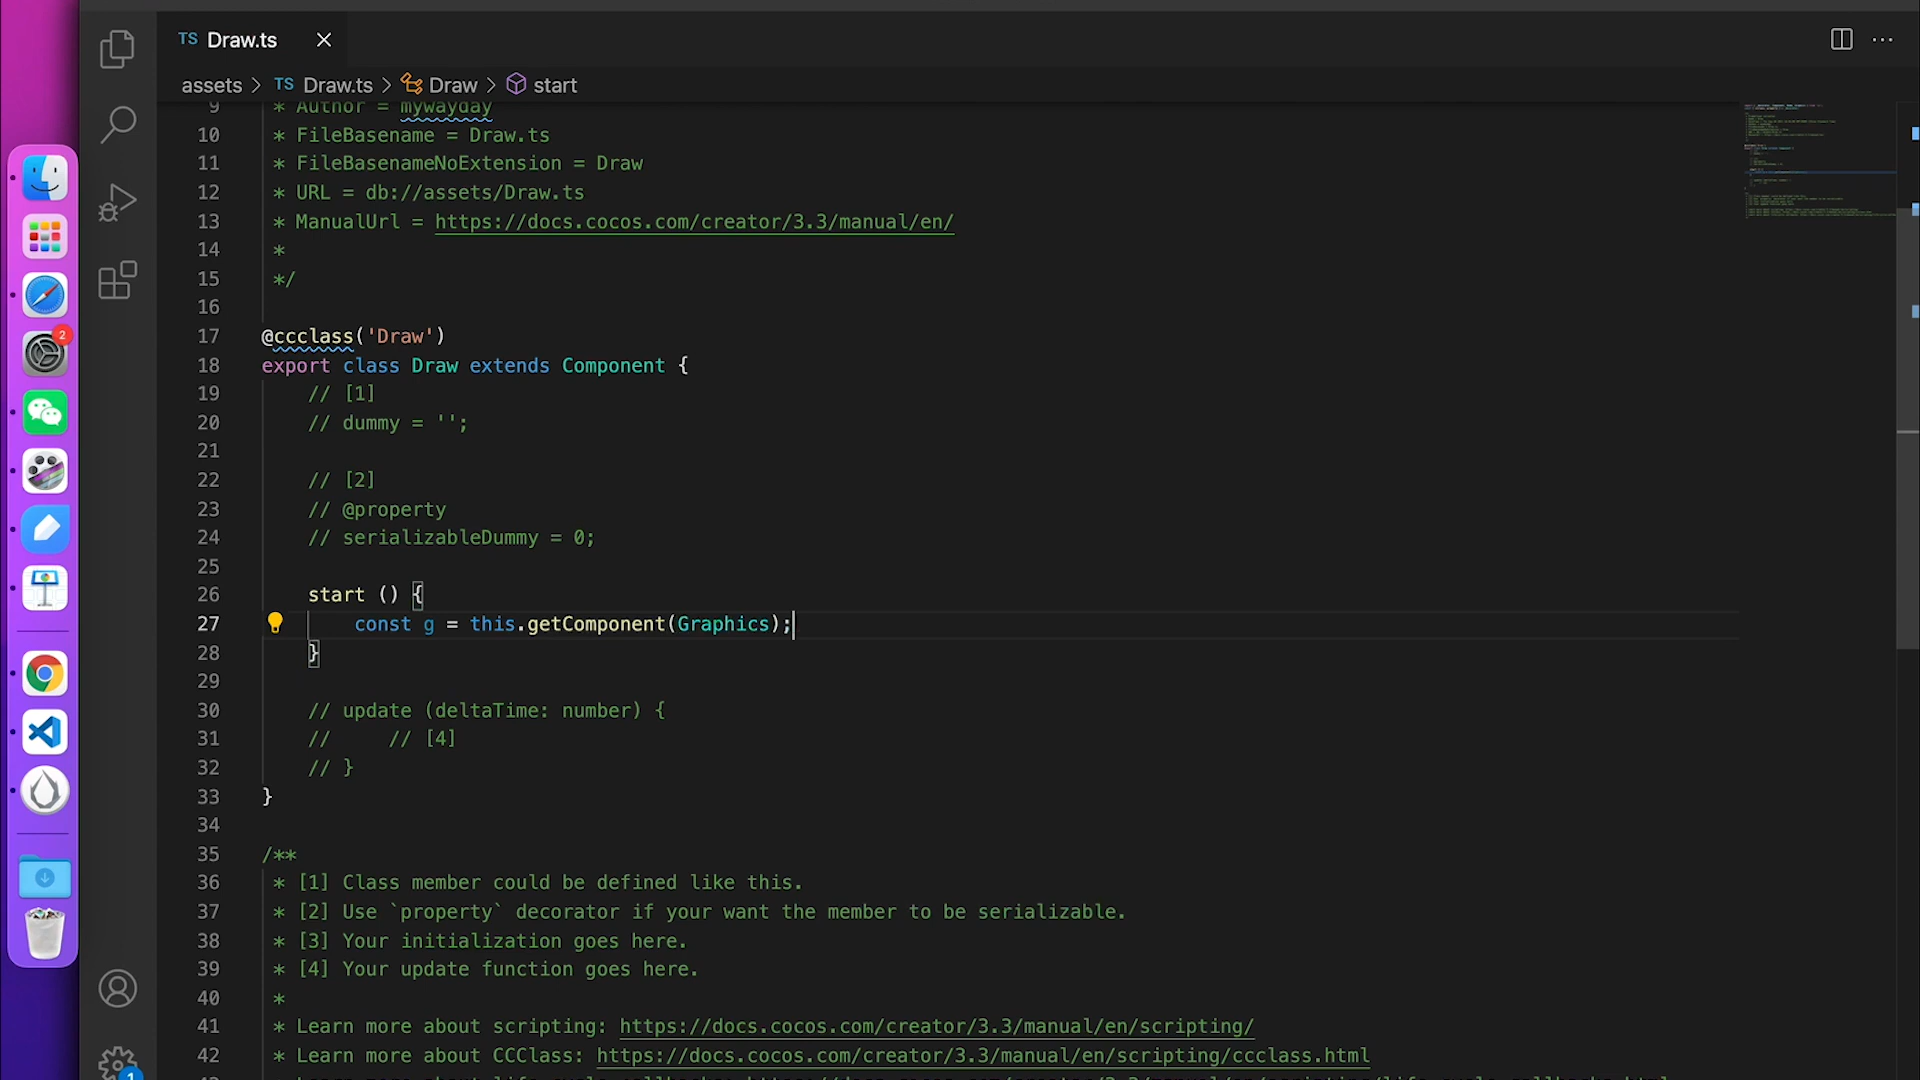 TS Draw.ts
assets > TS Draw.ts > Draw > start
9 * Author = mywayday
10 * FileBasename = Draw.ts
11 * FileBasenameNoExtension = Draw
12 * URL = db://assets/Draw.ts
13 * ManualUrl = https://docs.cocos.com/creator/3.3/manual/en/
14 *
15 */
16
17 @ccclass('Draw')
18 export class Draw extends Component {
19 // [1]
20 // dummy = '';
21
22 // [2]
23 // @property
24 // serializableDummy = 0;
25
26 start () {
27 const g = this.getComponent(Graphics);
28 }
29
30 // update (deltaTime: number) {
31 // // [4]
32 // }
33 }
34
35 /**
36 * [1] Class member could be defined like this.
37 * [2] Use `property` decorator if your want the member to be serializable.
38 * [3] Your initialization goes here.
39 * [4] Your update function goes here.
40 *
41 * Learn more about scripting: https://docs.cocos.com/creator/3.3/manual/en/scripting/
42 * Learn more about CCClass: https://docs.cocos.com/creator/3.3/manual/en/scripting/ccclass.html
2
1